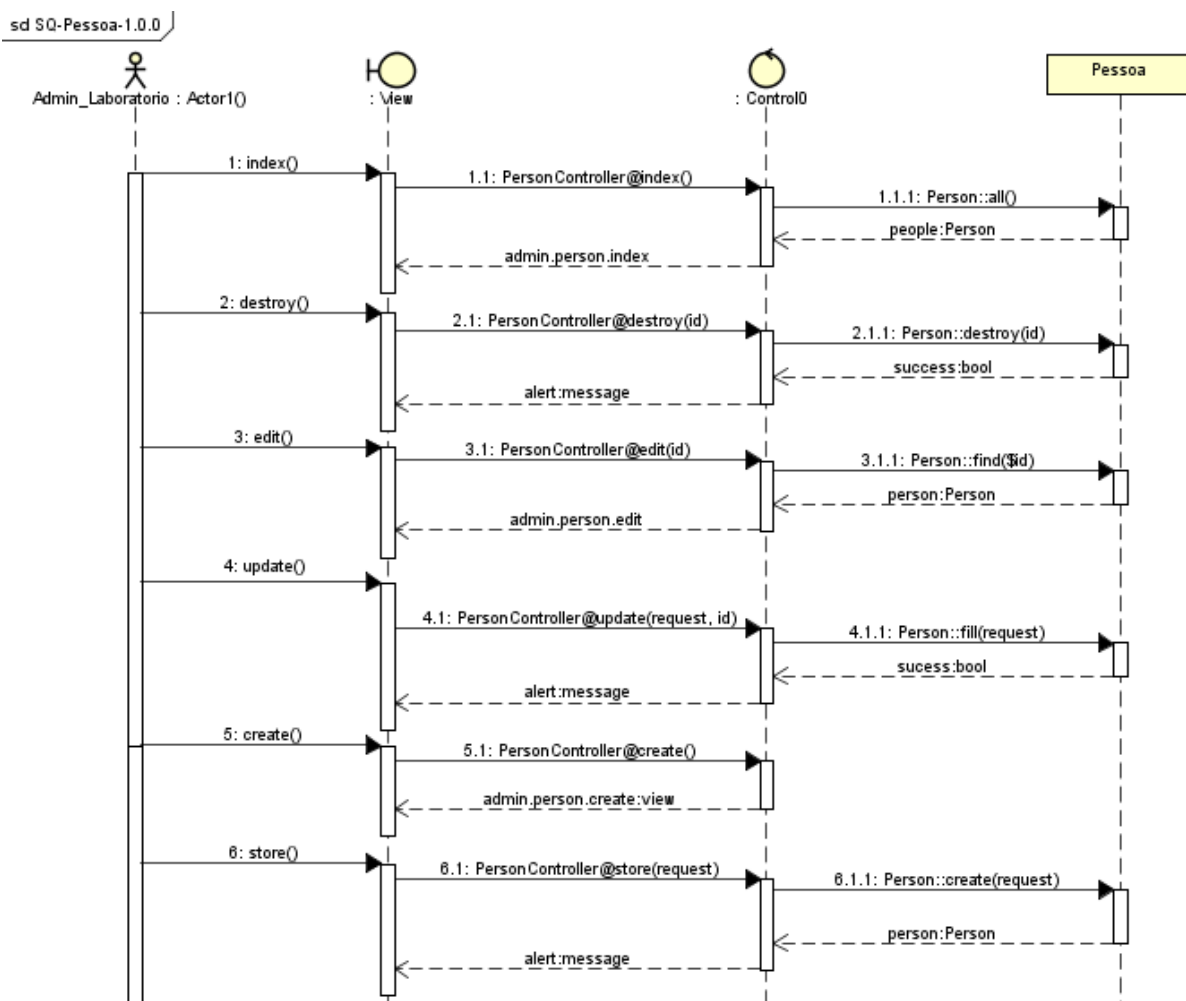 sd SQ-Pessoa-1.0.0
Admin_Laboratorio : Actor1()
: View
: Control0
Pessoa
1: index()
1.1: PersonController@index()
1.1.1: Person::all()
people:Person
admin.person.index
2: destroy()
2.1: PersonController@destroy(id)
2.1.1: Person::destroy(id)
success:bool
alert:message
3: edit()
3.1: PersonController@edit(id)
3.1.1: Person::find($id)
person:Person
admin.person.edit
4: update()
4.1: PersonController@update(request, id)
4.1.1: Person::fill(request)
sucess:bool
alert:message
5: create()
5.1: PersonController@create()
admin.person.create:view
6: store()
6.1: PersonController@store(request)
6.1.1: Person::create(request)
person:Person
alert:message